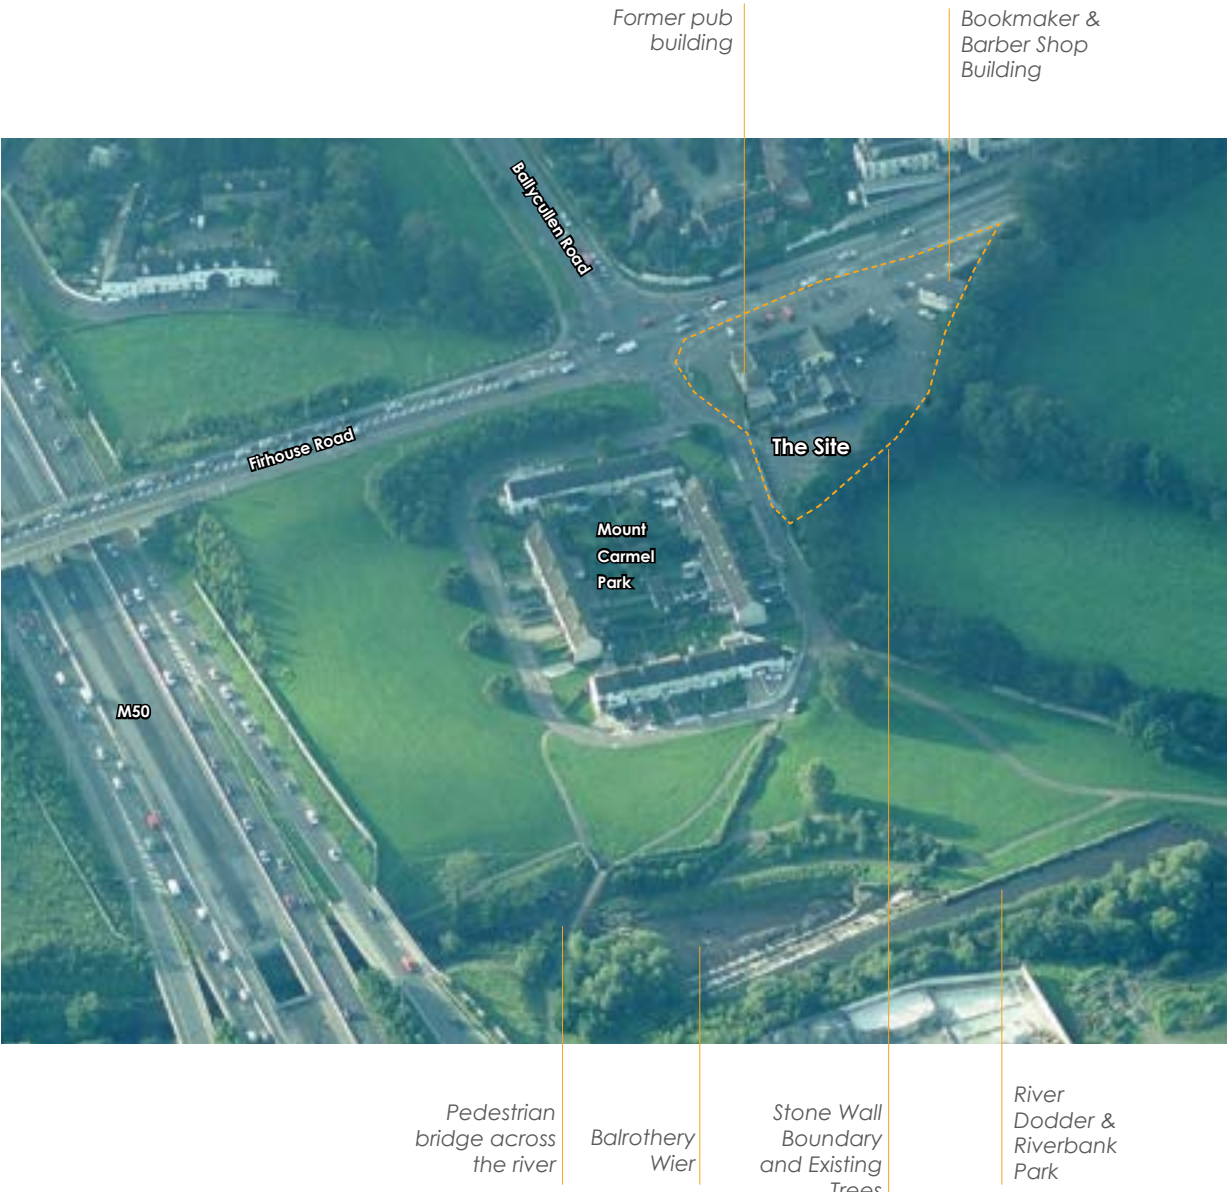 Former pub
building
Bookmaker &
Barber Shop
Building
Ballycullen Road
Firhouse Road
The Site
Mount
Carmel
Park
M50
Pedestrian
bridge across
the river
Balrothery
Wier
Stone Wall
Boundary
and Existing
Trees
River
Dodder &
Riverbank
Park